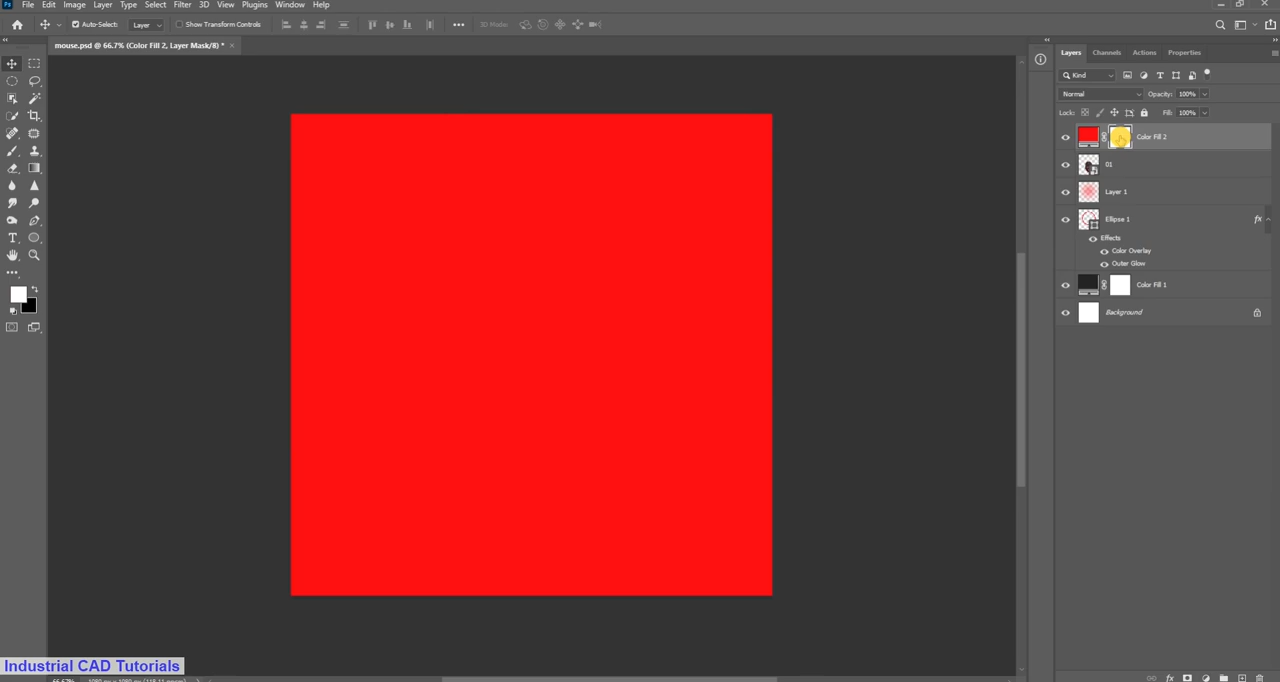 File Edit Image Layer Type Select Filter 3D View Plugins Window Help
Auto-Select: Layer Show Transform Controls 3D Mode:
mouse.psd @ 66.7% (Color Fill 2, Layer Mask/8) *
Layers Channels Actions Properties
Kind
Normal Opacity: 100%
Lock: Fill: 100%
Color Fill 2
01
Layer 1
Ellipse 1 fx
Effects
Color Overlay
Outer Glow
Color Fill 1
Background
Industrial CAD Tutorials